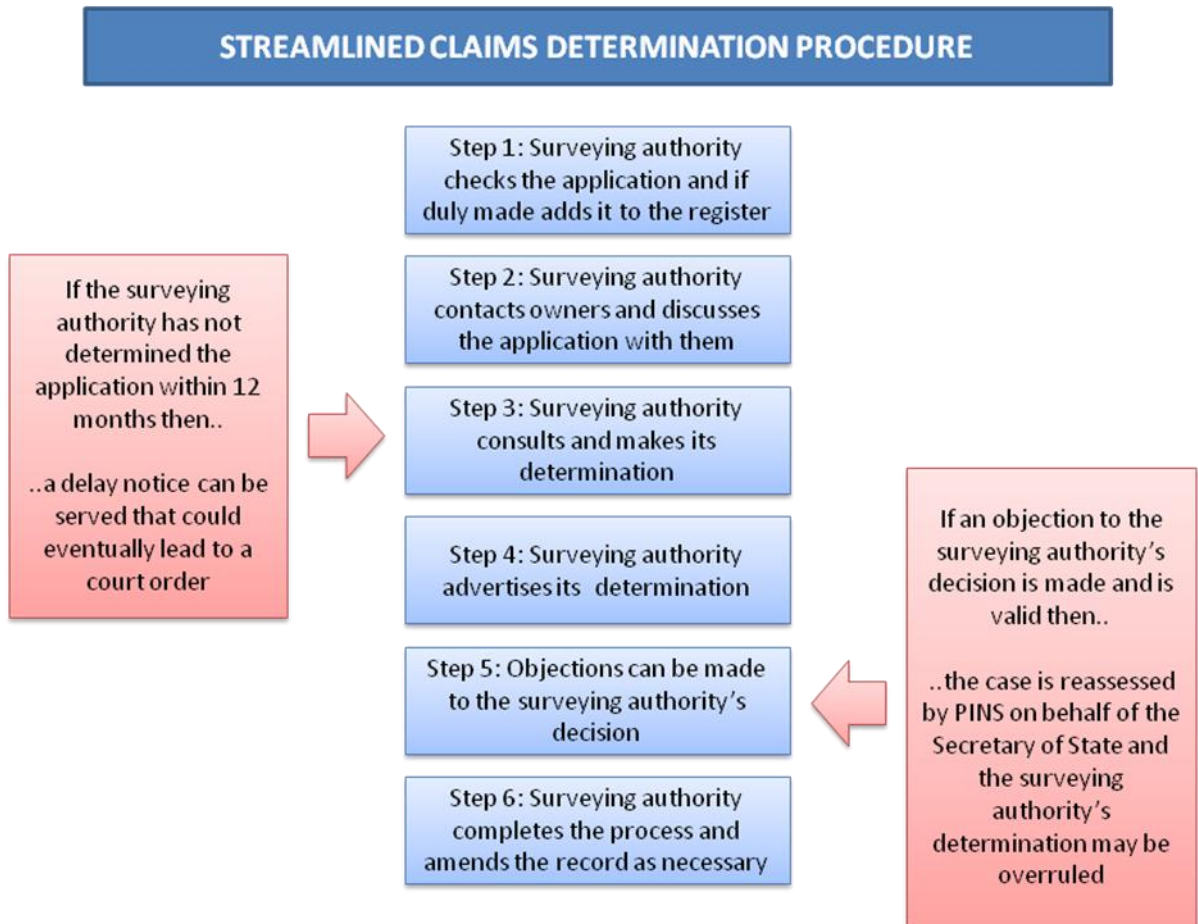 STREAMLINED CLAIMS DETERMINATION PROCEDURE
Step 1: Surveying authority
checks the application and if
duly made adds it to the register
Step 2: Surveying authority
contacts owners and discusses
the application with them
If the surveying
authority has not
determined the
application within 12
months then..
..a delay notice can be
served that could
eventually lead to a
court order
Step 3: Surveying authority
consults and makes its
determination
Step 4: Surveying authority
advertises its determination
Step 5: Objections can be made
to the surveying authority's
decision
If an objection to the
surveying authority's
decision is made and is
valid then..
..the case is reassessed
by PINS on behalf of the
Secretary of State and
the surveying
authority's
determination may be
overruled
Step 6: Surveying authority
completes the process and
amends the record as necessary